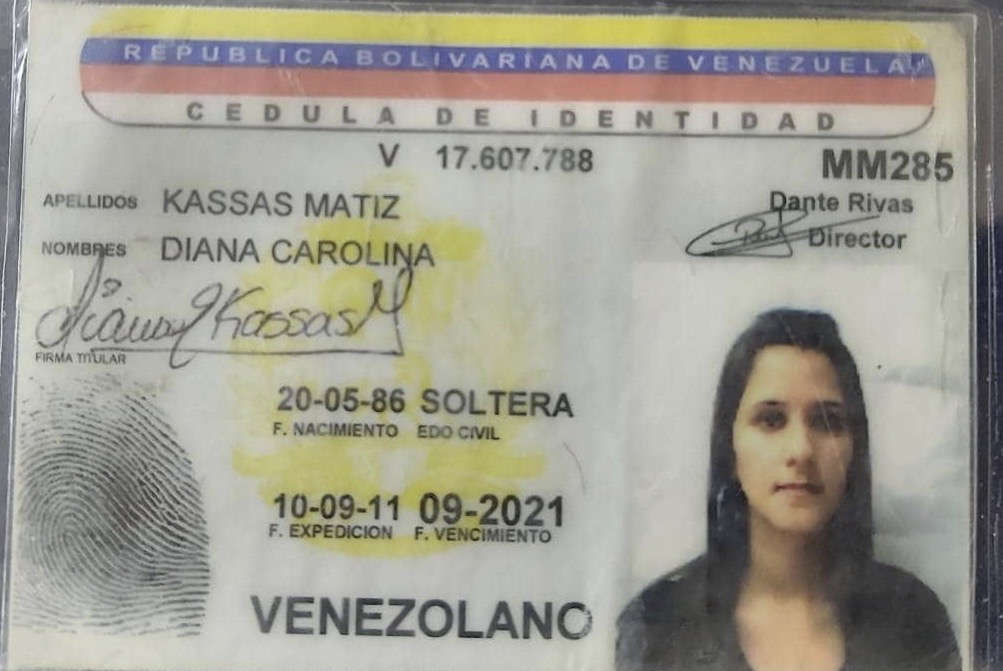 REPUBLICA BOLIVARIANA DE VENEZUELA
CEDULA DE IDENTIDAD
V 17.607.788 MM285
APELLIDOS KASSAS MATIZ
Dante Rivas
Director
NOMBRES DIANA CAROLINA
Diana Kassas M
FIRMA TITULAR
20-05-86 SOLTERA
F. NACIMIENTO EDO CIVIL
10-09-11 09-2021
F. EXPEDICION F. VENCIMIENTO
VENEZOLANO